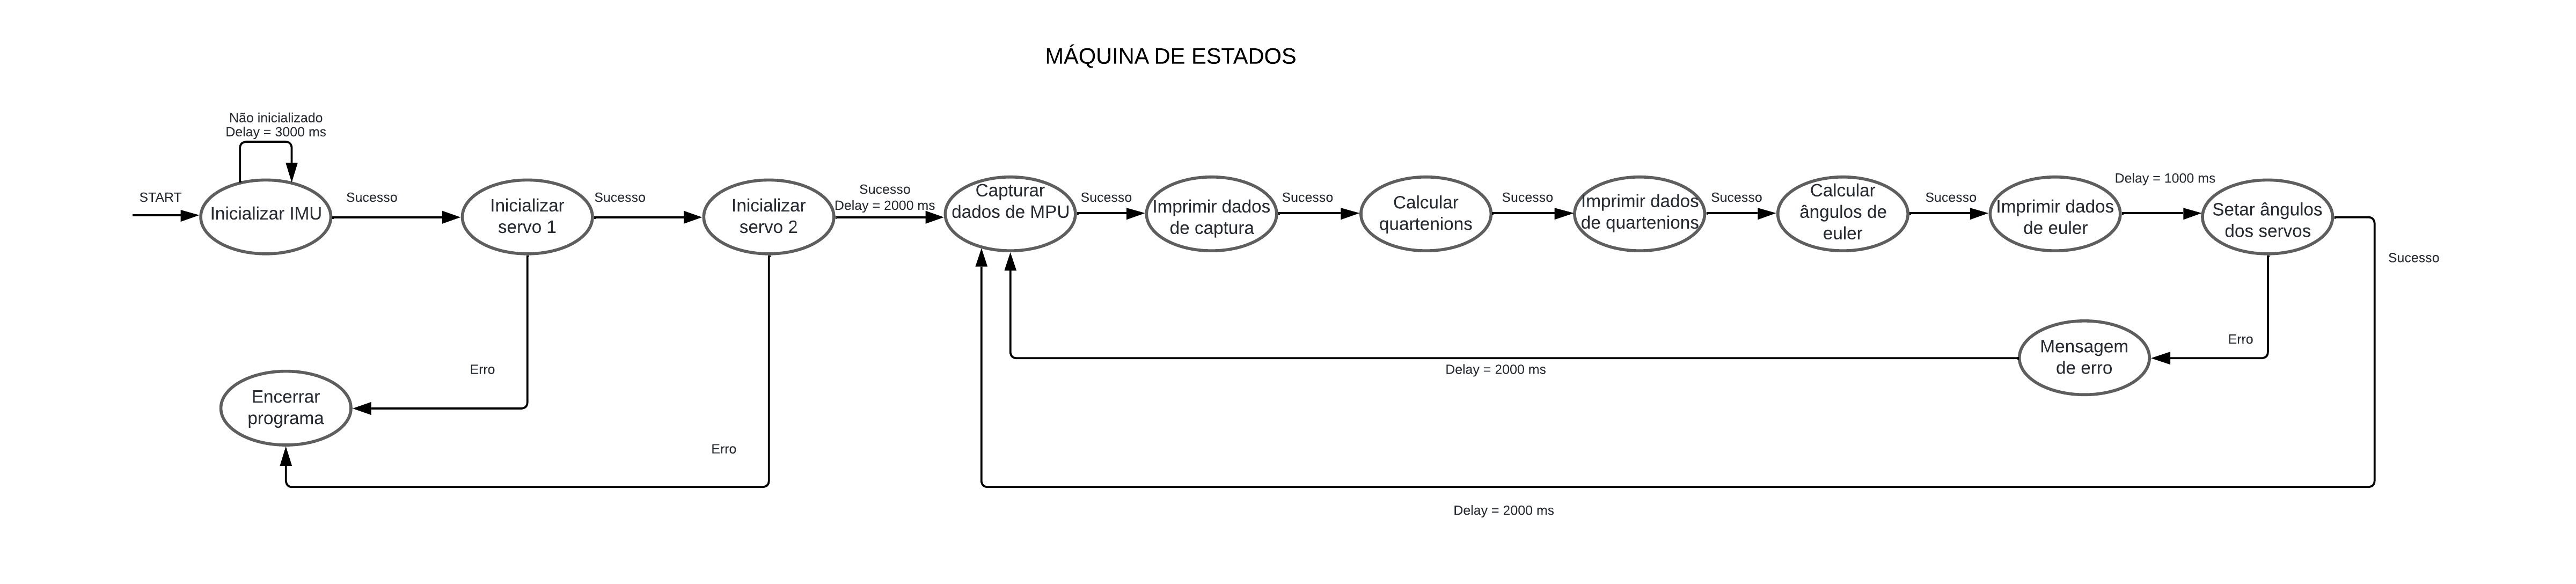 MÁQUINA DE ESTADOS
Não inicializado
Delay = 3000 ms
START
Inicializar IMU
Sucesso
Inicializar
servo 1
Sucesso
Inicializar
servo 2
Sucesso
Delay = 2000 ms
Capturar
dados de MPU
Sucesso
Imprimir dados
de captura
Sucesso
Calcular
quartenions
Sucesso
Imprimir dados
de quartenions
Sucesso
Calcular
ângulos de
euler
Sucesso
Imprimir dados
de euler
Delay = 1000 ms
Setar ângulos
dos servos
Sucesso
Erro
Mensagem
de erro
Delay = 2000 ms
Erro
Encerrar
programa
Erro
Delay = 2000 ms